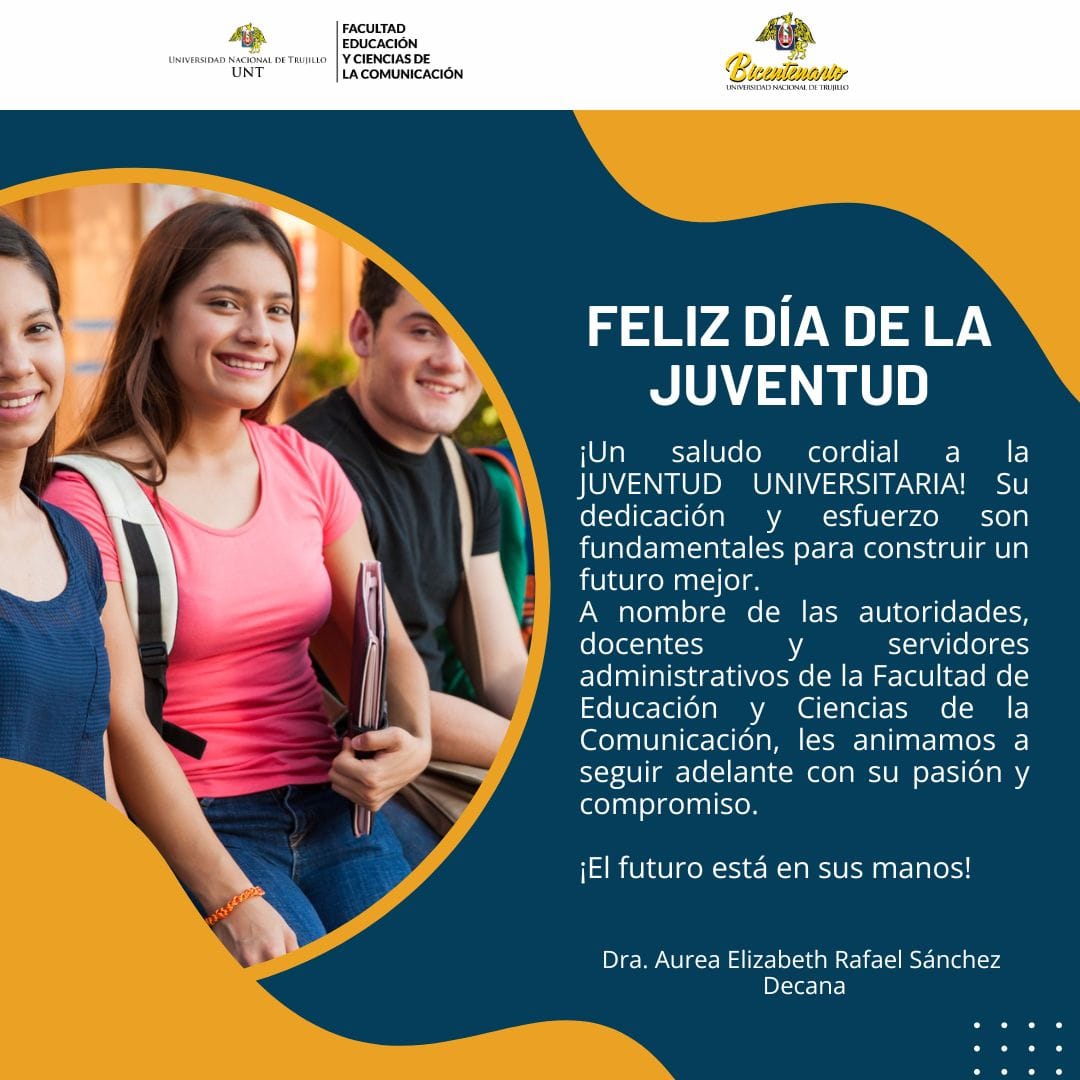 UNIVERSIDAD NACIONAL DE TRUJILLO
UNT
FACULTAD
EDUCACIÓN
Y CIENCIAS DE
LA COMUNICACIÓN
Bicentenario
UNIVERSIDAD NACIONAL DE TRUJILLO
FELIZ DÍA DE LA
JUVENTUD
¡Un saludo cordial a la
JUVENTUD UNIVERSITARIA! Su
dedicación y esfuerzo son
fundamentales para construir un
futuro mejor.
A nombre de las autoridades,
docentes y servidores
administrativos de la Facultad de
Educación y Ciencias de la
Comunicación, les animamos a
seguir adelante con su pasión y
compromiso.
¡El futuro está en sus manos!
Dra. Aurea Elizabeth Rafael Sánchez
Decana